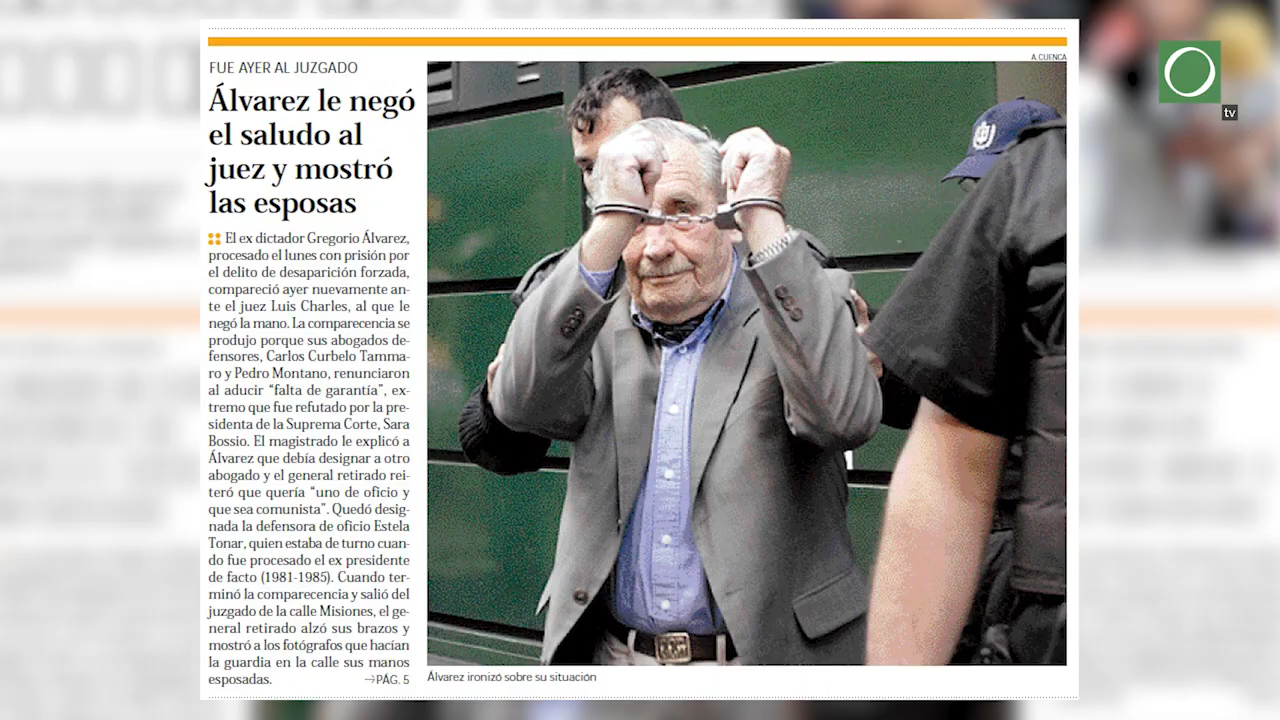 FUE AYER AL JUZGADO
Álvarez le negó
el saludo al
juez y mostró
las esposas
El ex dictador Gregorio Álvarez,
procesado el lunes con prisión por
el delito de desaparición forzada,
compareció ayer nuevamente an-
te el juez Luis Charles, al que le
negó la mano. La comparecencia se
produjo porque sus abogados de-
fensores, Carlos Curbelo Tamma-
ro y Pedro Montano, renunciaron
al aducir “falta de garantía”, ex-
tremo que fue refutado por la pre-
sidenta de la Suprema Corte, Sara
Bossio. El magistrado le explicó a
Álvarez que debía designar a otro
abogado y el general retirado rei-
teró que quería “uno de oficio y
que sea comunista”. Quedó desig-
nada la defensora de oficio Estela
Tonar, quien estaba de turno cuan-
do fue procesado el ex presidente
de facto (1981-1985). Cuando ter-
minó la comparecencia y salió del
juzgado de la calle Misiones, el ge-
neral retirado alzó sus brazos y
mostró a los fotógrafos que hacían
la guardia en la calle sus manos
esposadas. →PÁG. 5
A. CUENCA
Álvarez ironizó sobre su situación
tv